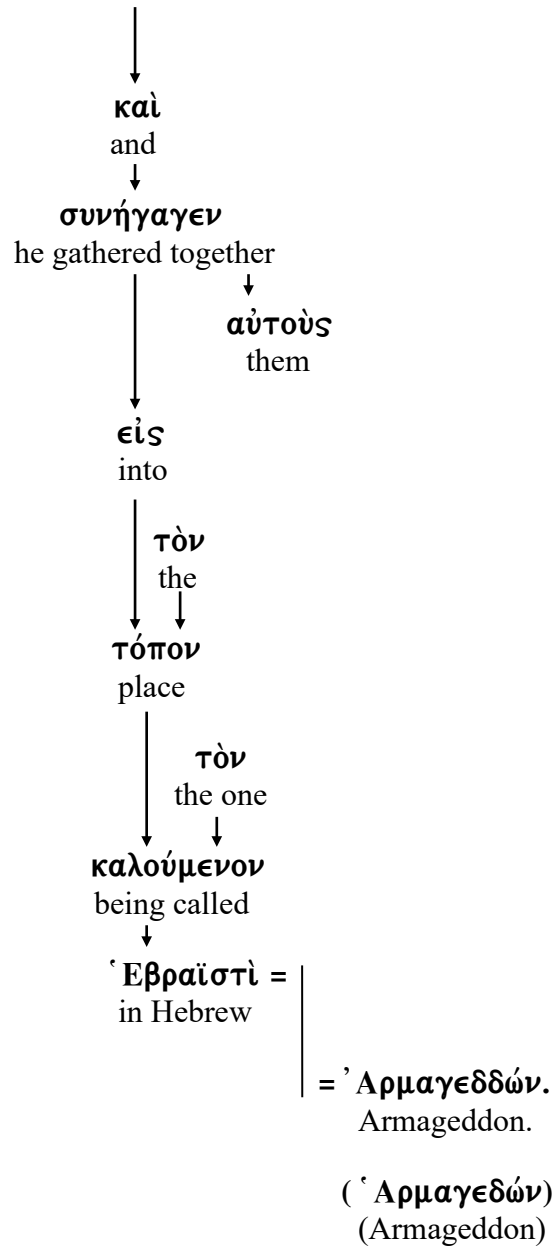 καὶ
and
συνήγαγεν
he gathered together
αὐτοὺς
them
εἰς
into
τὸν
the
τόπον
place
τὸν
the one
καλούμενον
being called
Ἑβραϊστὶ =
in Hebrew
= Ἀρμαγεδδών.
Armageddon.
( Ἁρμαγεδών)
(Armageddon)